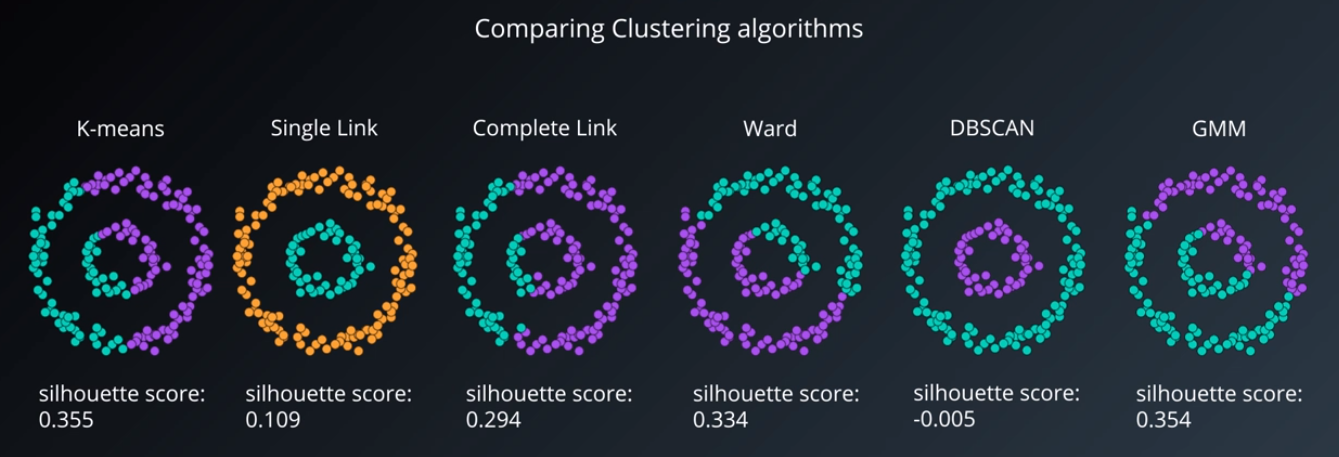 Comparing Clustering algorithms
K-means
Single Link
Complete Link
Ward
DBSCAN
GMM
silhouette score:
0.355
silhouette score:
0.109
silhouette score:
0.294
silhouette score:
0.334
silhouette score:
-0.005
silhouette score:
0.354